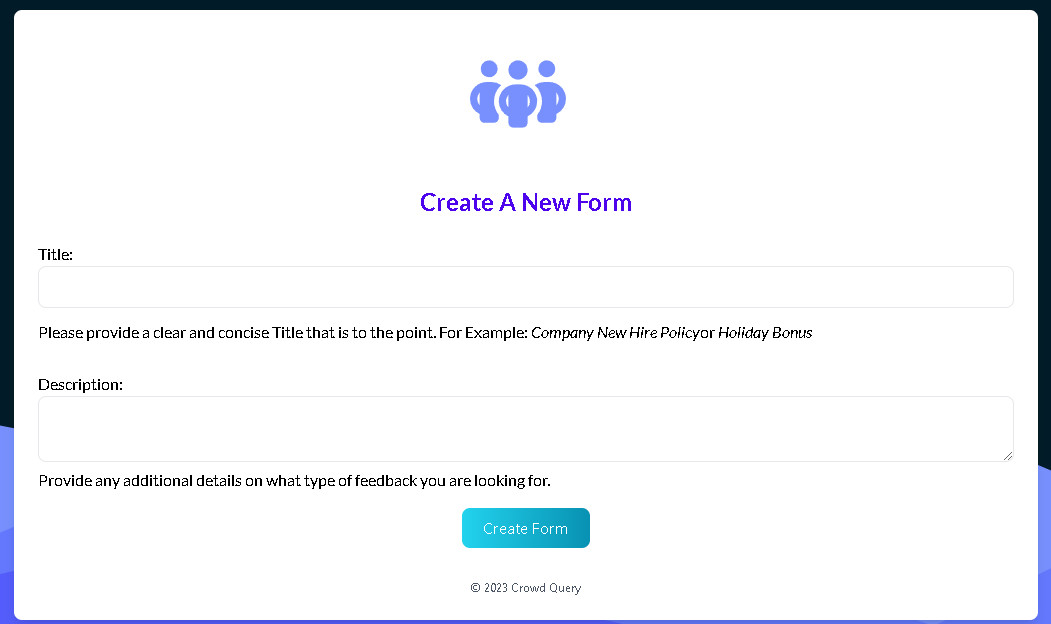 Create A New Form
Title:
Please provide a clear and concise Title that is to the point. For Example: Company New Hire Policyor Holiday Bonus
Description:
Provide any additional details on what type of feedback you are looking for.
Create Form
© 2023 Crowd Query